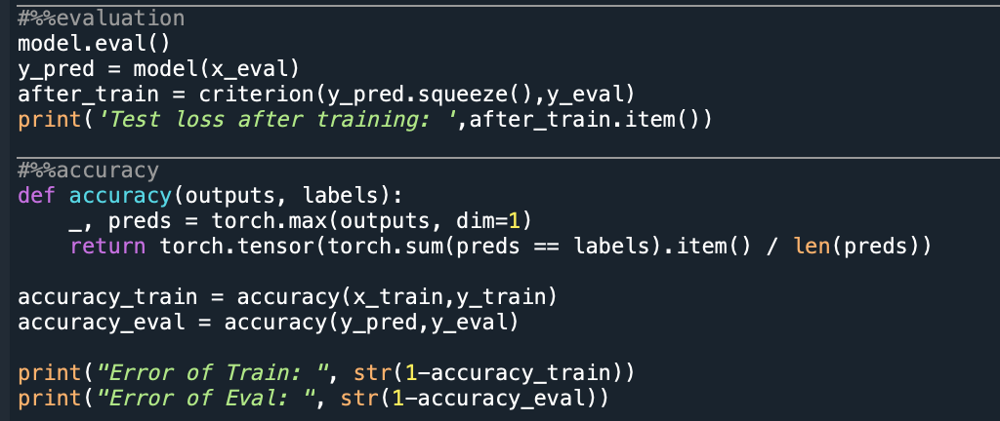 #%%evaluation
model.eval()
y_pred = model(x_eval)
after_train = criterion(y_pred.squeeze(),y_eval)
print('Test loss after training: ',after_train.item())
#%%accuracy
def accuracy(outputs, labels):
    _, preds = torch.max(outputs, dim=1)
    return torch.tensor(torch.sum(preds == labels).item() / len(preds))
accuracy_train = accuracy(x_train,y_train)
accuracy_eval = accuracy(y_pred,y_eval)
print("Error of Train: ", str(1-accuracy_train))
print("Error of Eval: ", str(1-accuracy_eval))